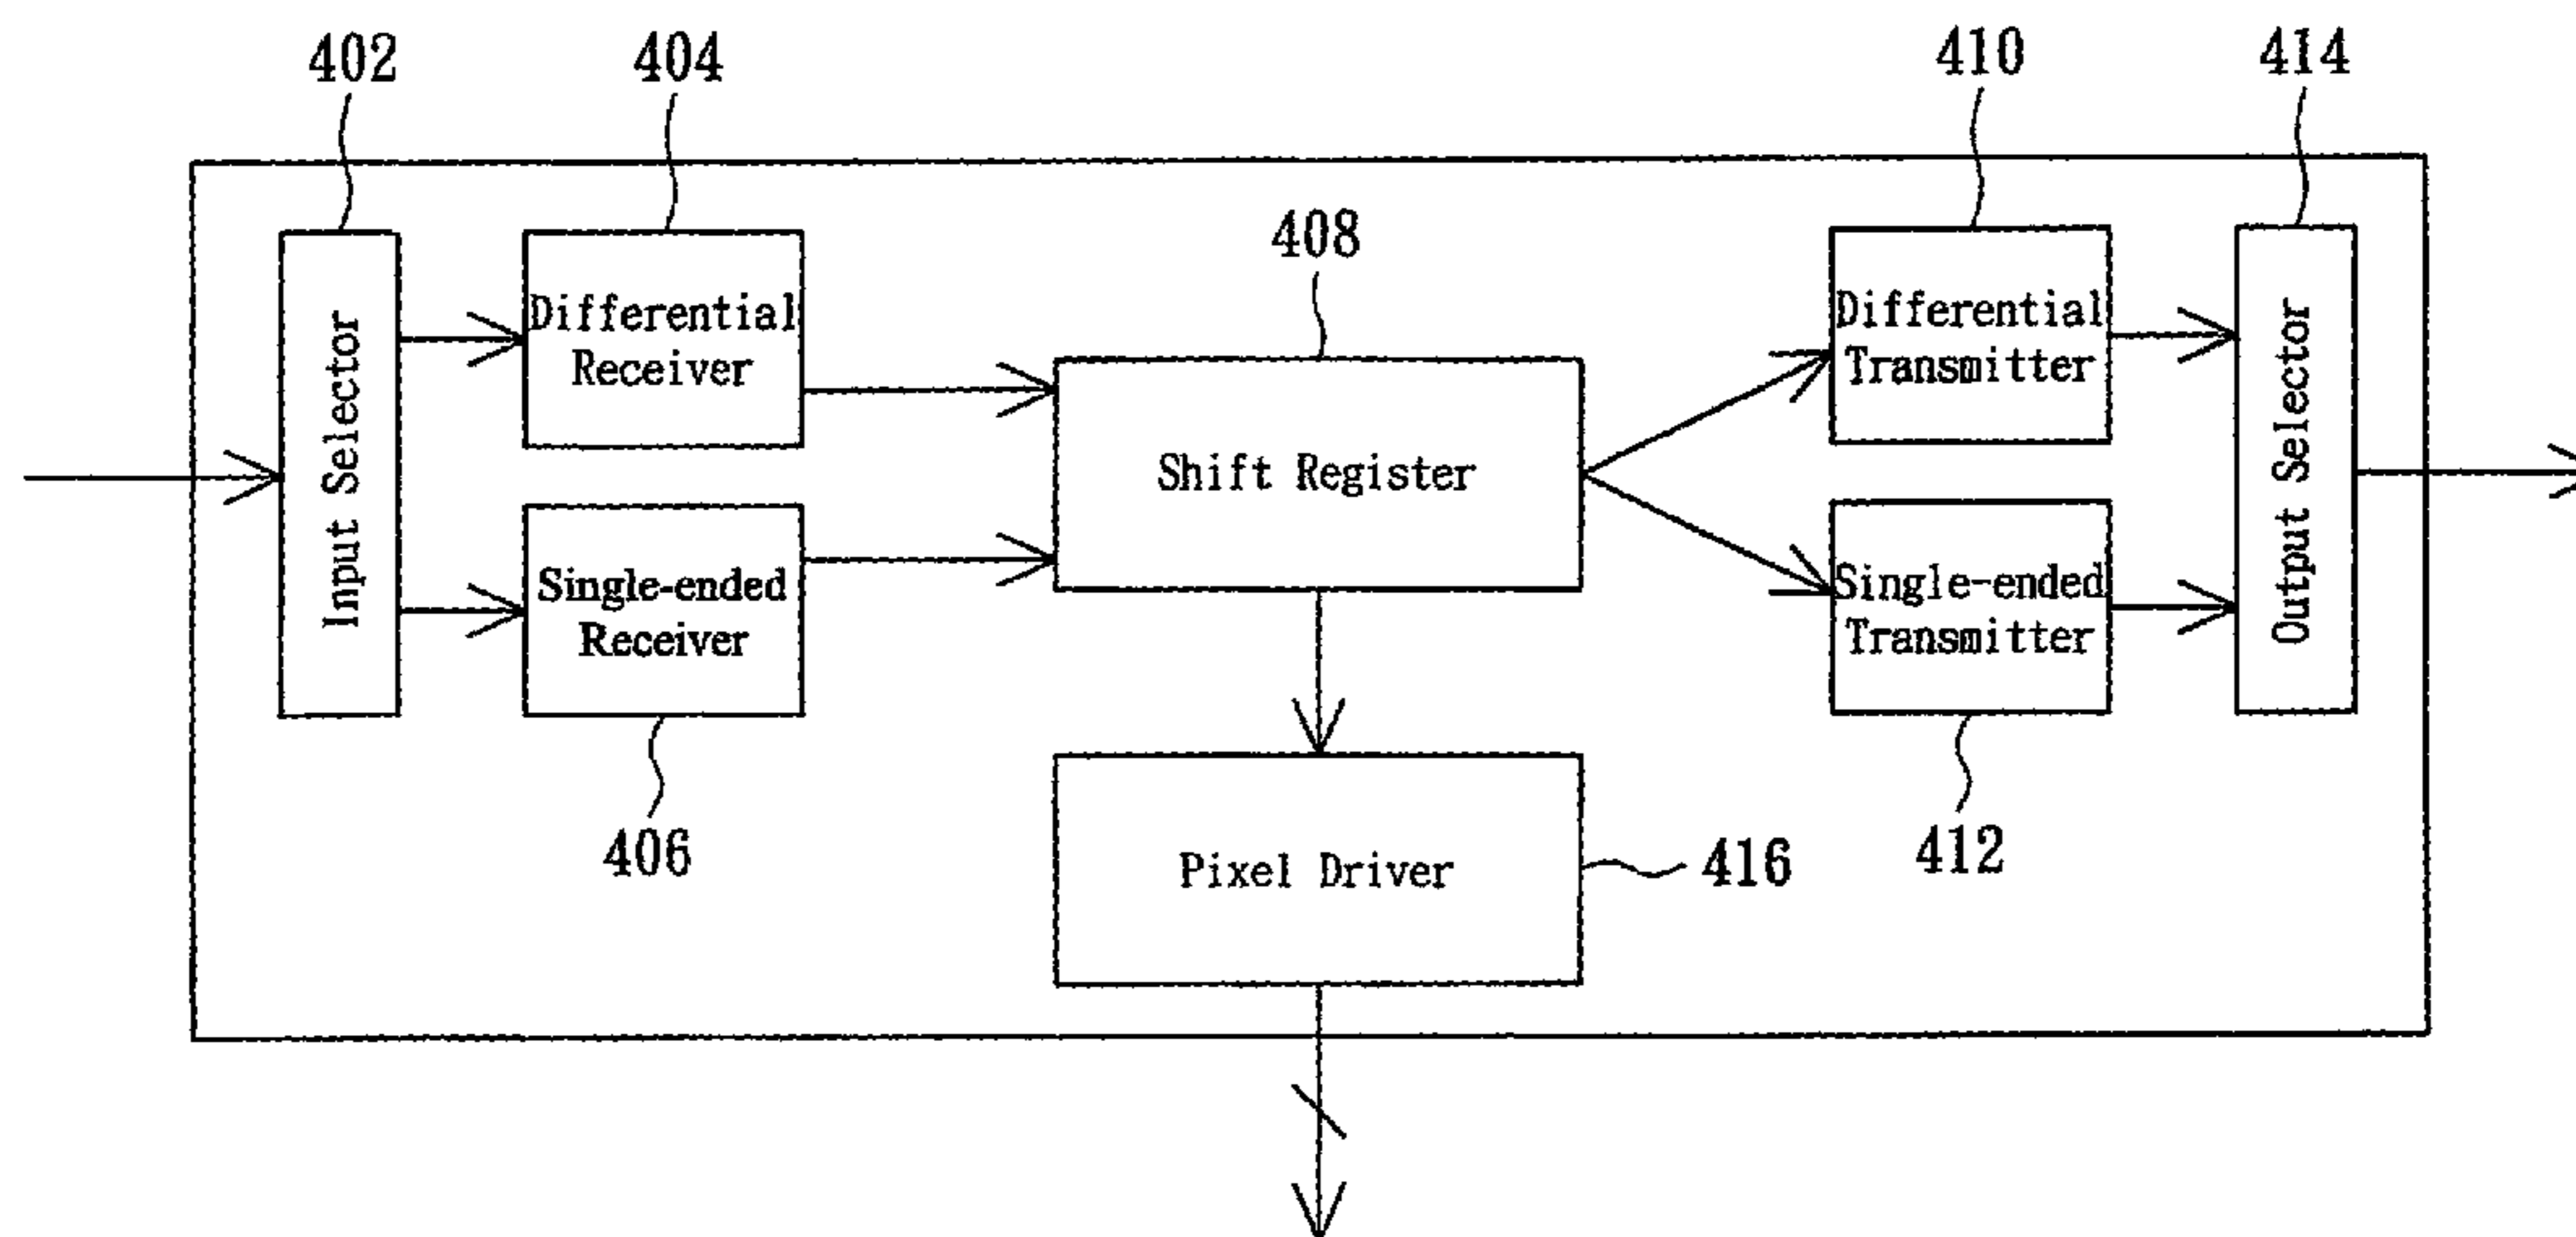 402
404
410
414
408
Input Selector
Differential
Receiver
Single-ended
Receiver
Shift Register
Differential
Transmitter
Single-ended
Transmitter
Output Selector
406
412
Pixel Driver
416